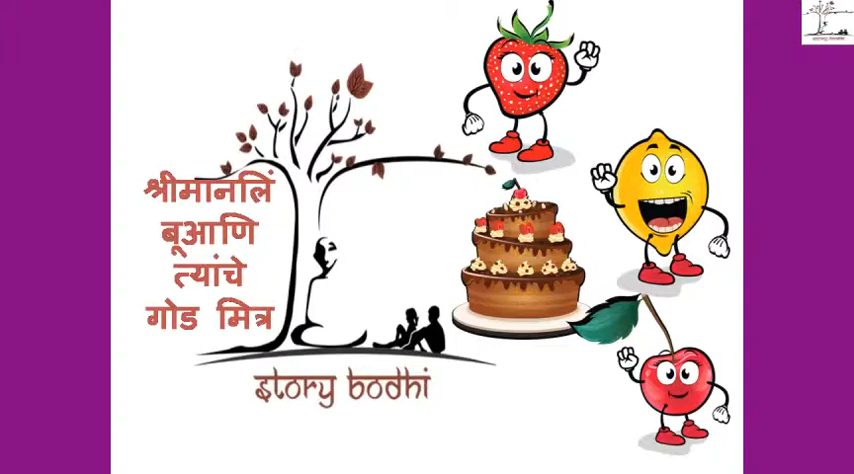 श्रीमानलिं
बूआणि
त्यांचे
गोड मित्र
story bodhi